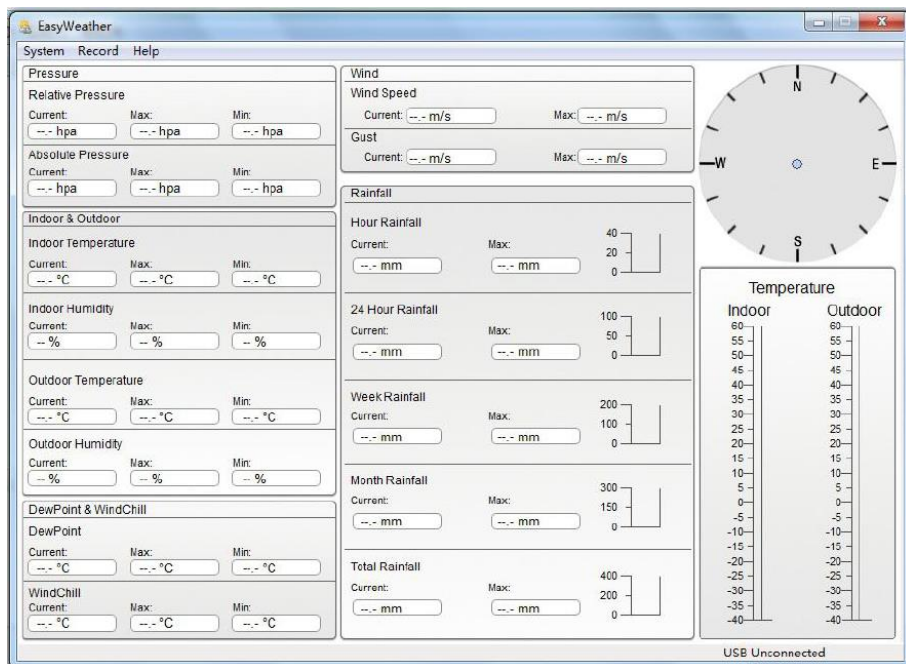 EasyWeather
System Record Help
Pressure
Relative Pressure
Current: Max: Min:
--.- hpa --.- hpa --.- hpa
Absolute Pressure
Current: Max: Min:
--.- hpa --.- hpa --.- hpa
Indoor & Outdoor
Indoor Temperature
Current: Max: Min:
--.- °C --.- °C --.- °C
Indoor Humidity
Current: Max: Min:
-- % -- % -- %
Outdoor Temperature
Current: Max: Min:
--.- °C --.- °C --.- °C
Outdoor Humidity
Current: Max: Min:
-- % -- % -- %
DewPoint & WindChill
DewPoint
Current: Max: Min:
--.- °C --.- °C --.- °C
WindChill
Current: Max: Min:
--.- °C --.- °C --.- °C
Wind
Wind Speed
Current: --.- m/s Max: --.- m/s
Gust
Current: --.- m/s Max: --.- m/s
Rainfall
Hour Rainfall
Current: Max:
--.- mm --.- mm
40
20
0
24 Hour Rainfall
Current: Max:
--.- mm --.- mm
100
50
0
Week Rainfall
Current: Max:
--.- mm --.- mm
200
100
0
Month Rainfall
Current: Max:
--.- mm --.- mm
300
150
0
Total Rainfall
Current: Max:
--.- mm --.- mm
400
200
0
N
W E
S
Temperature
Indoor Outdoor
60 60
55 55
50 50
45 45
40 40
35 35
30 30
25 25
20 20
15 15
10 10
5 5
0 0
-5 -5
-10 -10
-15 -15
-20 -20
-25 -25
-30 -30
-35 -35
-40 -40
USB Unconnected